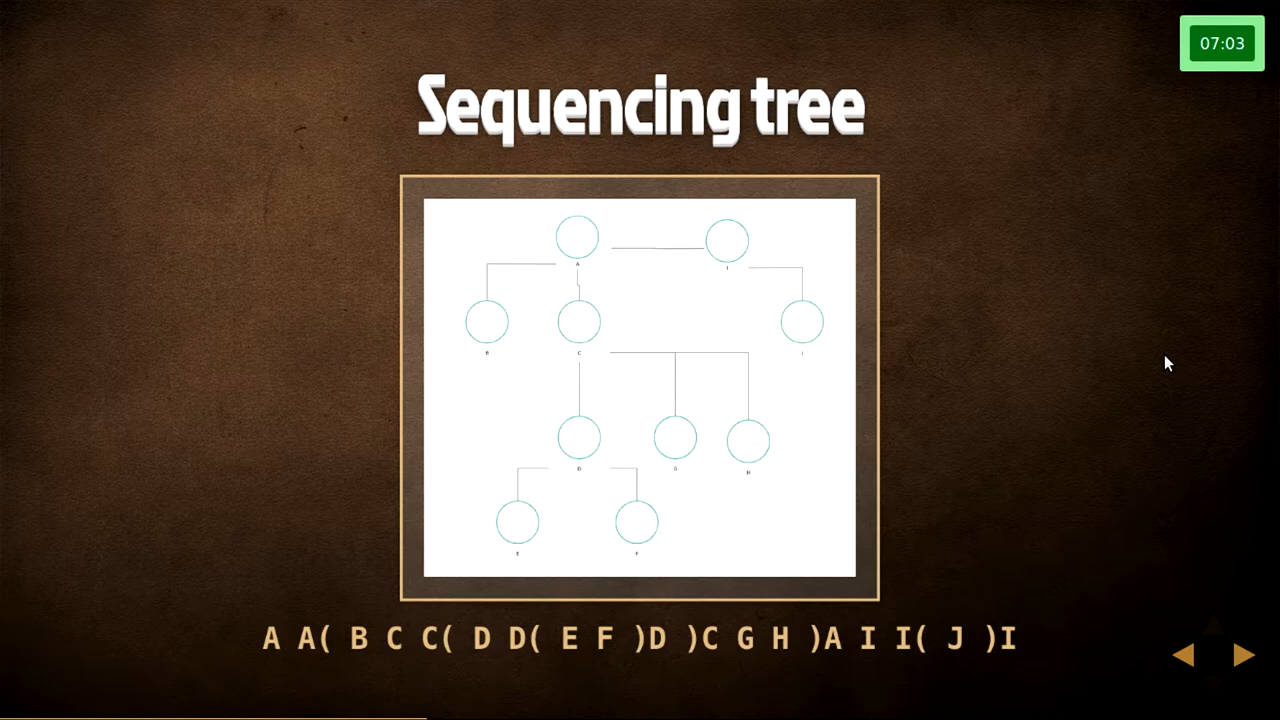 07:03
Sequencing tree
A
I
B
C
J
D
G
H
E
F
A A( B C C( D D( E F )D )C G H )A I I( J )I